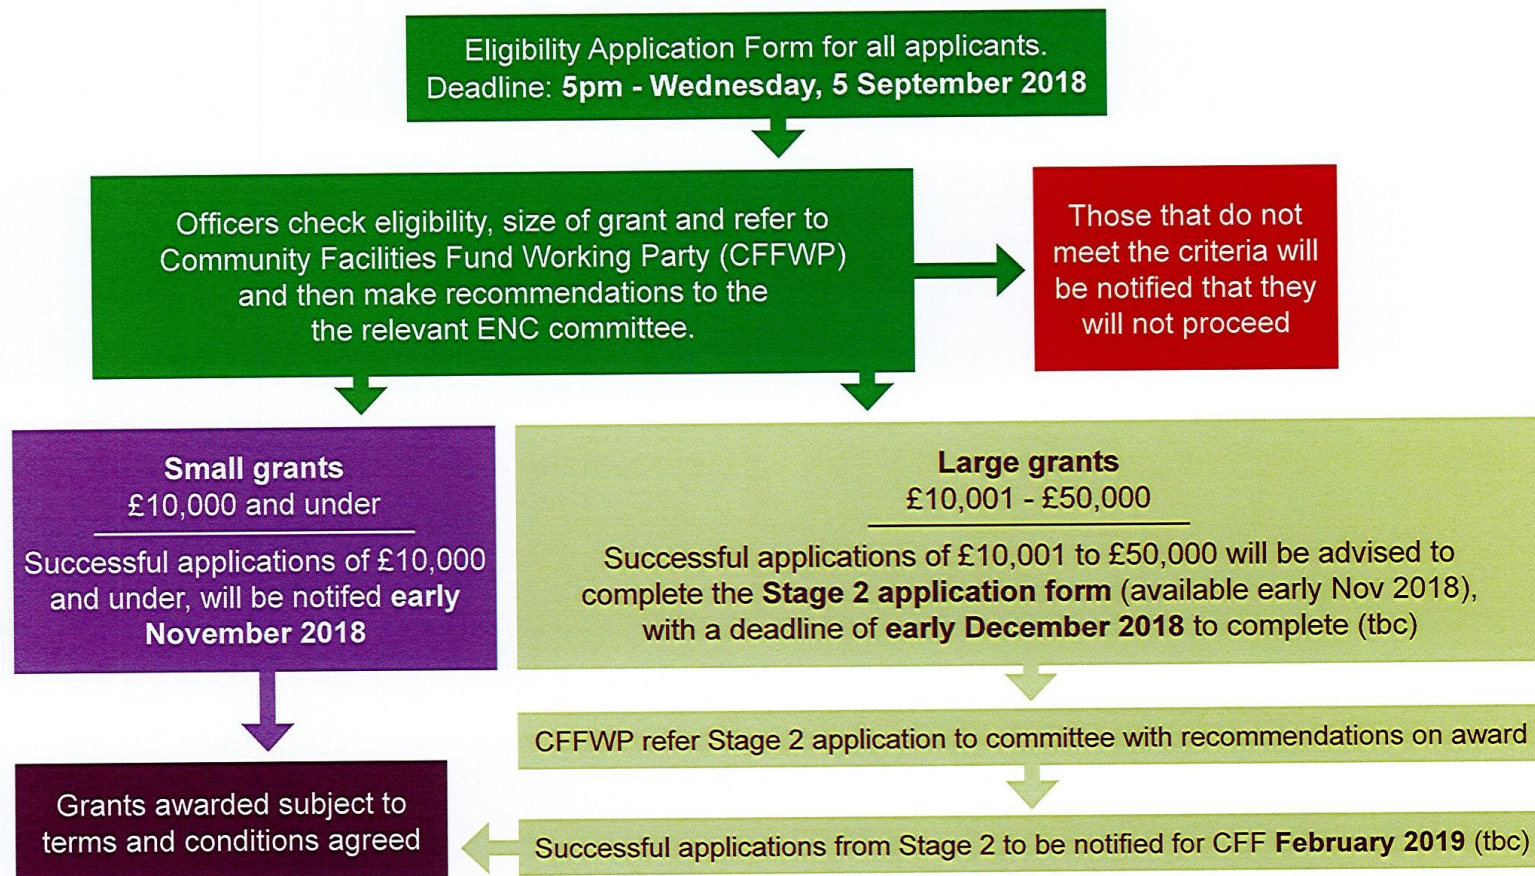 Eligibility Application Form for all applicants.
Deadline: 5pm - Wednesday, 5 September 2018
Officers check eligibility, size of grant and refer to
Community Facilities Fund Working Party (CFFWP)
and then make recommendations to the
the relevant ENC committee.
Those that do not
meet the criteria will
be notified that they
will not proceed
Small grants
£10,000 and under
Successful applications of £10,000
and under, will be notifed early
November 2018
Large grants
£10,001 - £50,000
Successful applications of £10,001 to £50,000 will be advised to
complete the Stage 2 application form (available early Nov 2018),
with a deadline of early December 2018 to complete (tbc)
CFFWP refer Stage 2 application to committee with recommendations on award
Successful applications from Stage 2 to be notified for CFF February 2019 (tbc)
Grants awarded subject to
terms and conditions agreed